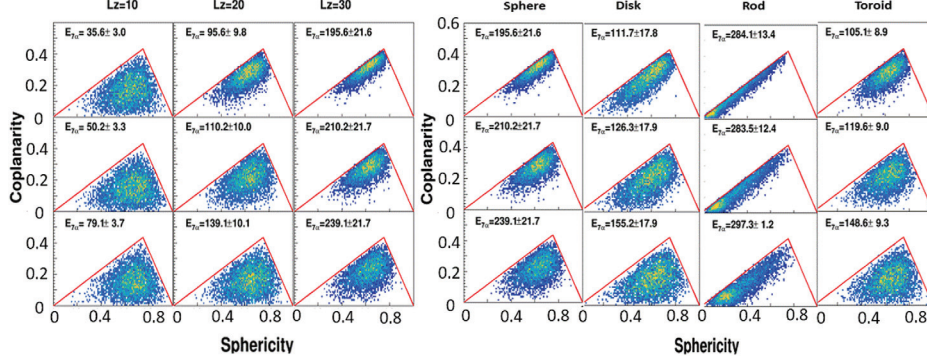 Lz=10 Lz=20 Lz=30
E7α= 35.6± 3.0 E7α= 95.6± 9.8 E7α=195.6±21.6
0.4
0.2
0
E7α= 50.2± 3.3 E7α=110.2±10.0 E7α=210.2±21.7
0.4
0.2
0
E7α= 79.1± 3.7 E7α=139.1±10.1 E7α=239.1±21.7
0.4
0.2
0
0 0.4 0.8 0 0.4 0.8 0 0.4 0.8
Coplanarity
Sphericity
Sphere Disk Rod Toroid
0.6
E7α=195.6±21.6 E7α=111.7±17.8 E7α=284.1±13.4 E7α=105.1± 8.9
0.4
0.2
0
E7α=210.2±21.7 E7α=126.3±17.9 E7α=283.5±12.4 E7α=119.6± 9.0
0.4
0.2
0
E7α=239.1±21.7 E7α=155.2±17.9 E7α=297.3± 1.2 E7α=148.6± 9.3
0.4
0.2
0
0 0.4 0.8 0 0.4 0.8 0 0.4 0.8 0 0.4 0.8
Coplanarity
Sphericity